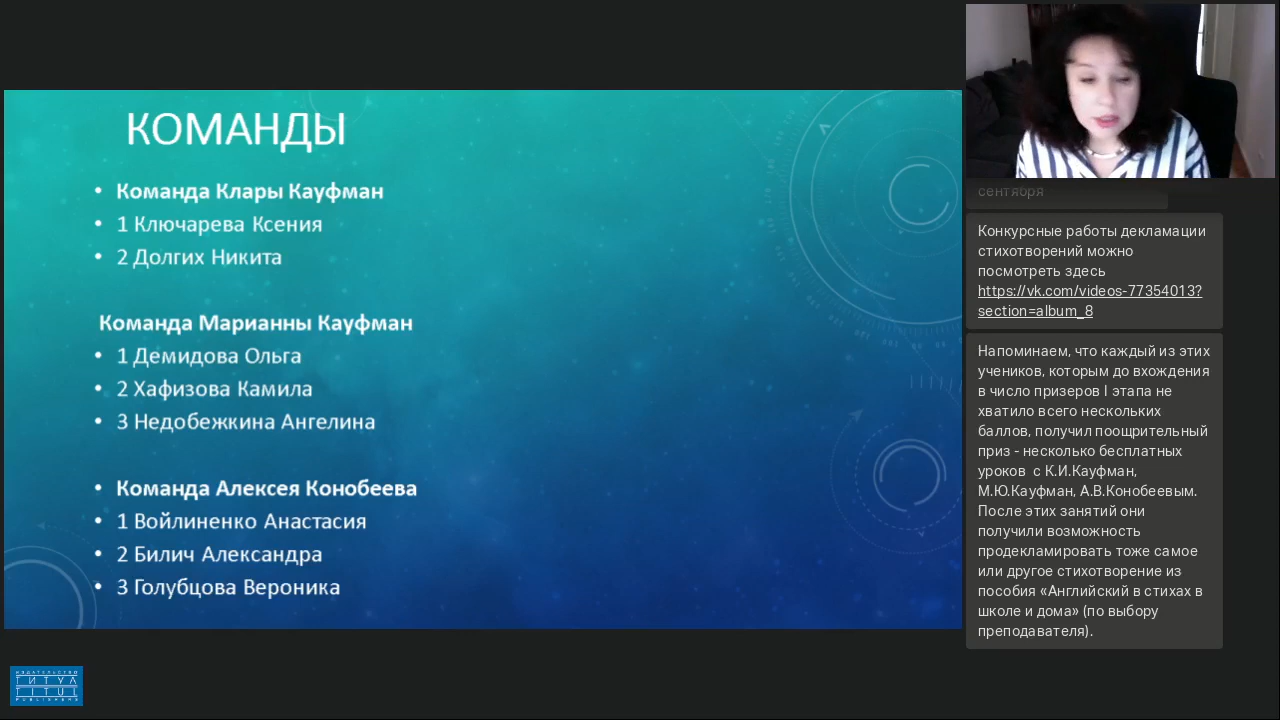 КОМАНДЫ
• Команда Клары Кауфман
• 1 Ключарева Ксения
• 2 Долгих Никита
Команда Марианны Кауфман
• 1 Демидова Ольга
• 2 Хафизова Камила
• 3 Недобежкина Ангелина
• Команда Алексея Конобеева
• 1 Войлиненко Анастасия
• 2 Билич Александра
• 3 Голубцова Вероника
сентября
Конкурсные работы декламации
стихотворений можно
посмотреть здесь
https://vk.com/videos-77354013?
section=album_8
Напоминаем, что каждый из этих
учеников, которым до вхождения
в число призеров I этапа не
хватило всего нескольких
баллов, получил поощрительный
приз - несколько бесплатных
уроков с К.И.Кауфман,
М.Ю.Кауфман, А.В.Конобеевым.
После этих занятий они
получили возможность
продекламировать тоже самое
или другое стихотворение из
пособия «Английский в стихах в
школе и дома» (по выбору
преподавателя).
ИЗДАТЕЛЬСТВО
ТИТУЛ
TITUL
PUBLISHERS